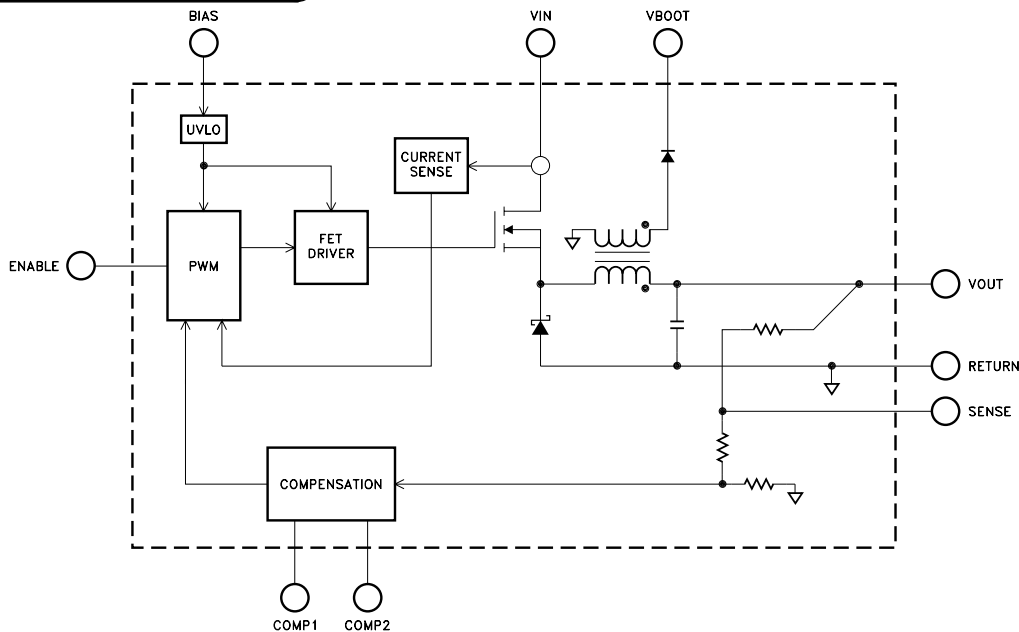 BIAS
VIN
VBOOT
UVLO
CURRENT
SENSE
FET
DRIVER
PWM
ENABLE
VOUT
RETURN
SENSE
COMPENSATION
COMP1
COMP2